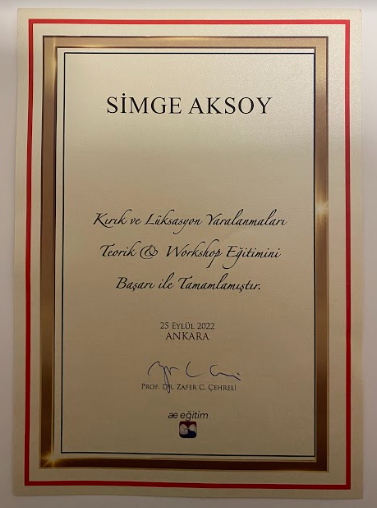 SİMGE AKSOY
Kırık ve Lüksasyon Yaralanmaları
Teorik & Workshop Eğitimini
Başarı ile Tamamlamıştır.
25 EYLÜL 2022
ANKARA
PROF. DR. ZAFER C. ÇEHRELİ
ae eğitim